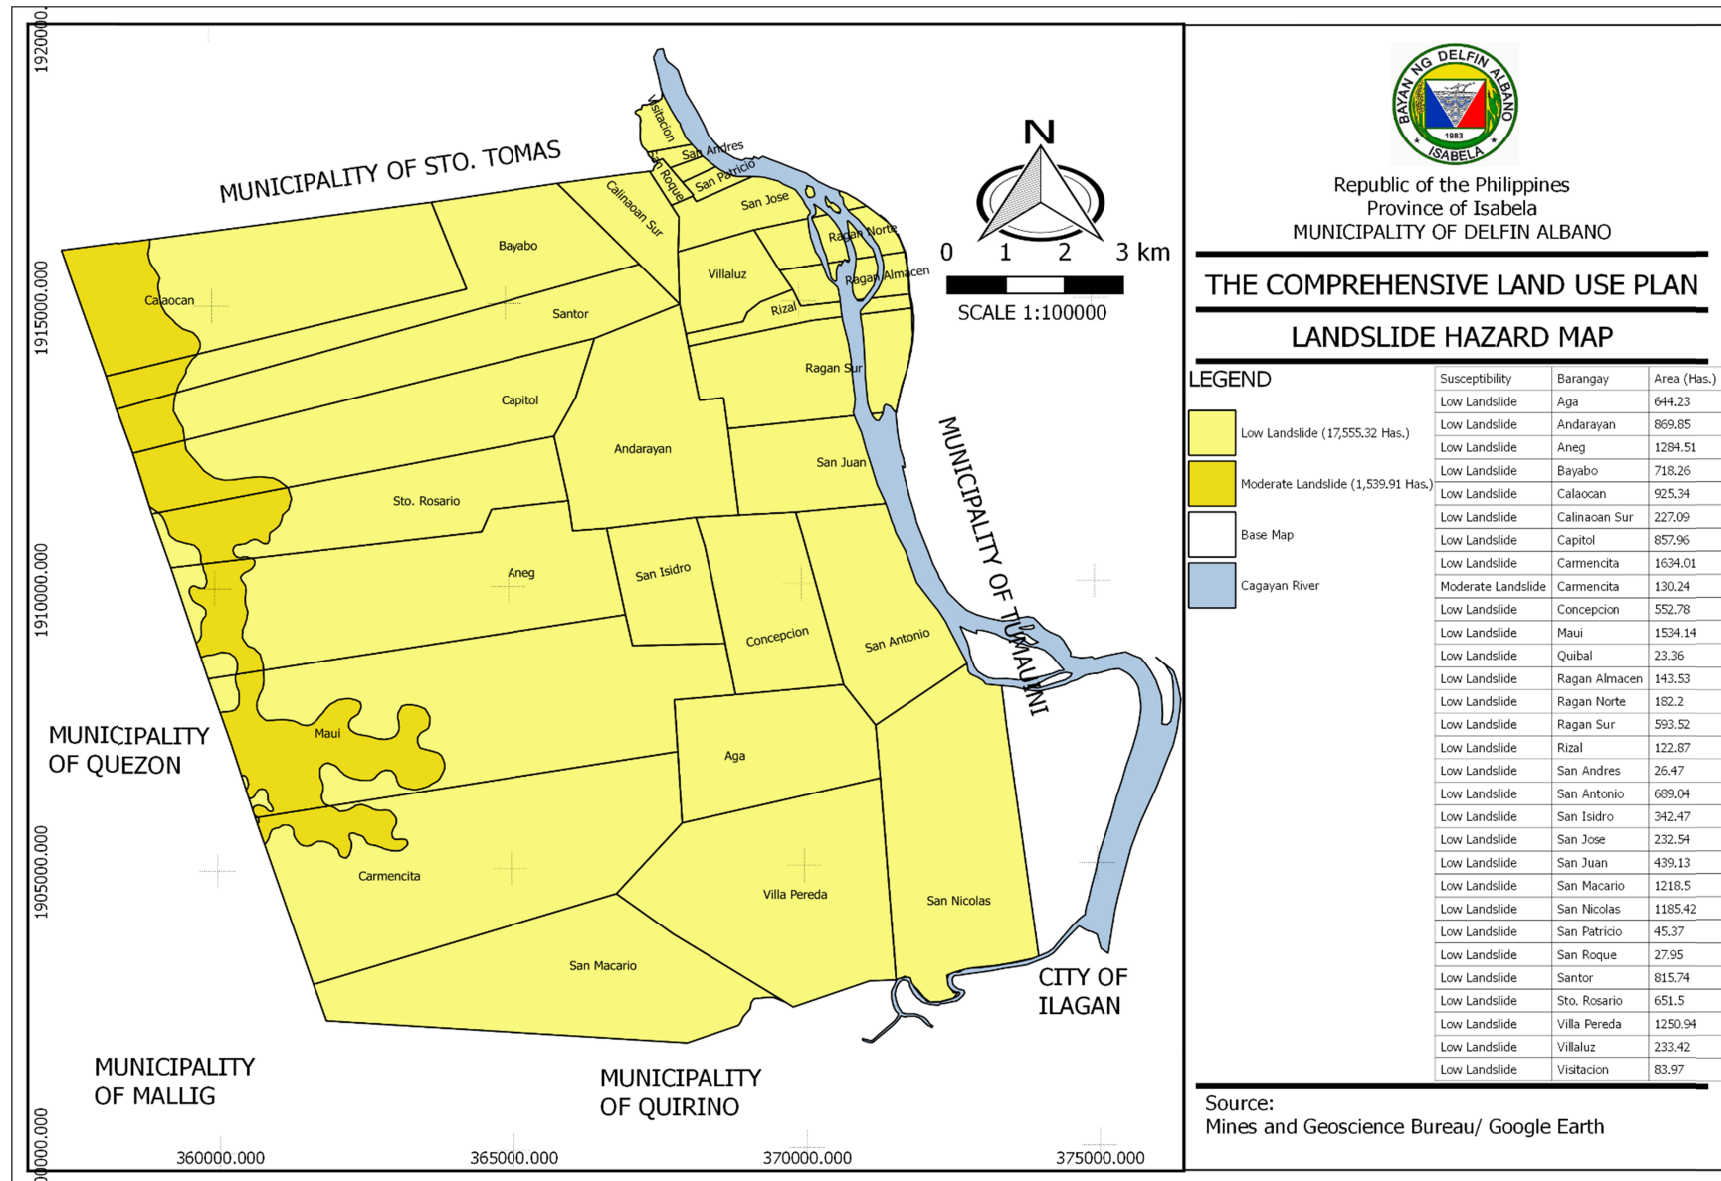 1920000.
1915000.000
1910000.000
1905000.000
00000.000
360000.000
365000.000
370000.000
375000.000
MUNICIPALITY OF STO. TOMAS
Visitacion
San Andres
San Roque
San Patricio
Calinaoan Sur
San Jose
Bayabo
Ragan Norte
Villaluz
Ragan Almacen
Calaocan
Santor
Rizal
Ragan Sur
Capitol
Andarayan
San Juan
Sto. Rosario
Aneg
San Isidro
Concepcion
San Antonio
Maui
Aga
Carmencita
Villa Pereda
San Nicolas
San Macario
MUNICIPALITY OF TUMAUINI
MUNICIPALITY
OF QUEZON
MUNICIPALITY
OF MALLIG
MUNICIPALITY
OF QUIRINO
CITY OF
ILAGAN
N
0 1 2 3 km
SCALE 1:100000
BAYAN NG DELFIN ALBANO
1983
ISABELA
Republic of the Philippines
Province of Isabela
MUNICIPALITY OF DELFIN ALBANO
THE COMPREHENSIVE LAND USE PLAN
LANDSLIDE HAZARD MAP
LEGEND
Low Landslide (17,555.32 Has.)
Moderate Landslide (1,539.91 Has.)
Base Map
Cagayan River
Susceptibility Barangay Area (Has.)
Low Landslide Aga 644.23
Low Landslide Andarayan 869.85
Low Landslide Aneg 1284.51
Low Landslide Bayabo 718.26
Low Landslide Calaocan 925.34
Low Landslide Calinaoan Sur 227.09
Low Landslide Capitol 857.96
Low Landslide Carmencita 1634.01
Moderate Landslide Carmencita 130.24
Low Landslide Concepcion 552.78
Low Landslide Maui 1534.14
Low Landslide Quibal 23.36
Low Landslide Ragan Almacen 143.53
Low Landslide Ragan Norte 182.2
Low Landslide Ragan Sur 593.52
Low Landslide Rizal 122.87
Low Landslide San Andres 26.47
Low Landslide San Antonio 689.04
Low Landslide San Isidro 342.47
Low Landslide San Jose 232.54
Low Landslide San Juan 439.13
Low Landslide San Macario 1218.5
Low Landslide San Nicolas 1185.42
Low Landslide San Patricio 45.37
Low Landslide San Roque 27.95
Low Landslide Santor 815.74
Low Landslide Sto. Rosario 651.5
Low Landslide Villa Pereda 1250.94
Low Landslide Villaluz 233.42
Low Landslide Visitacion 83.97
Source:
Mines and Geoscience Bureau/ Google Earth